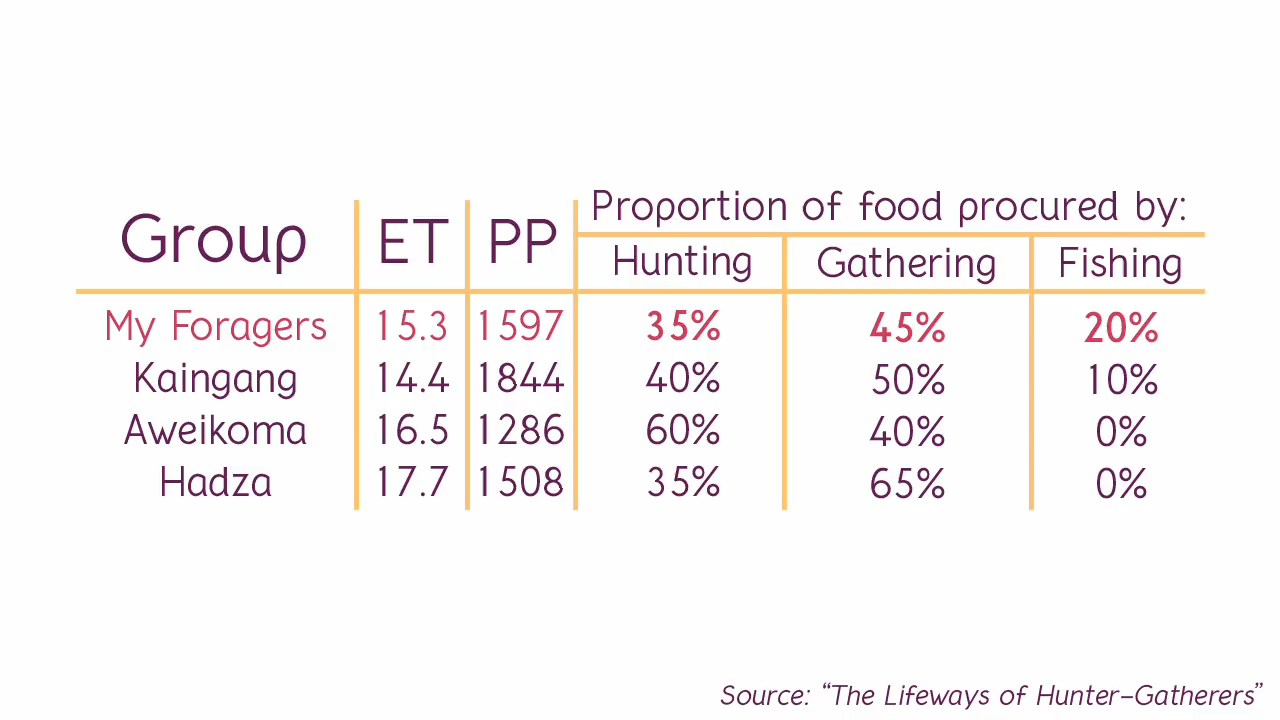 Group ET PP Proportion of food procured by:
Hunting Gathering Fishing
My Foragers 15.3 1597 35% 45% 20%
Kaingang 14.4 1844 40% 50% 10%
Aweikoma 16.5 1286 60% 40% 0%
Hadza 17.7 1508 35% 65% 0%
Source: “The Lifeways of Hunter–Gatherers”